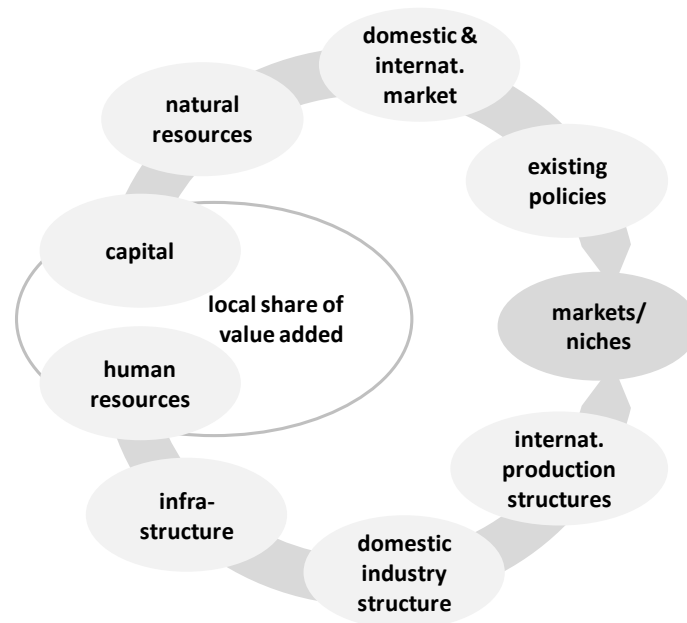 domestic &
internat.
market
natural
resources
existing
policies
capital
local share of
value added
markets/
niches
human
resources
internat.
production
structures
infra-
structure
domestic
industry
structure